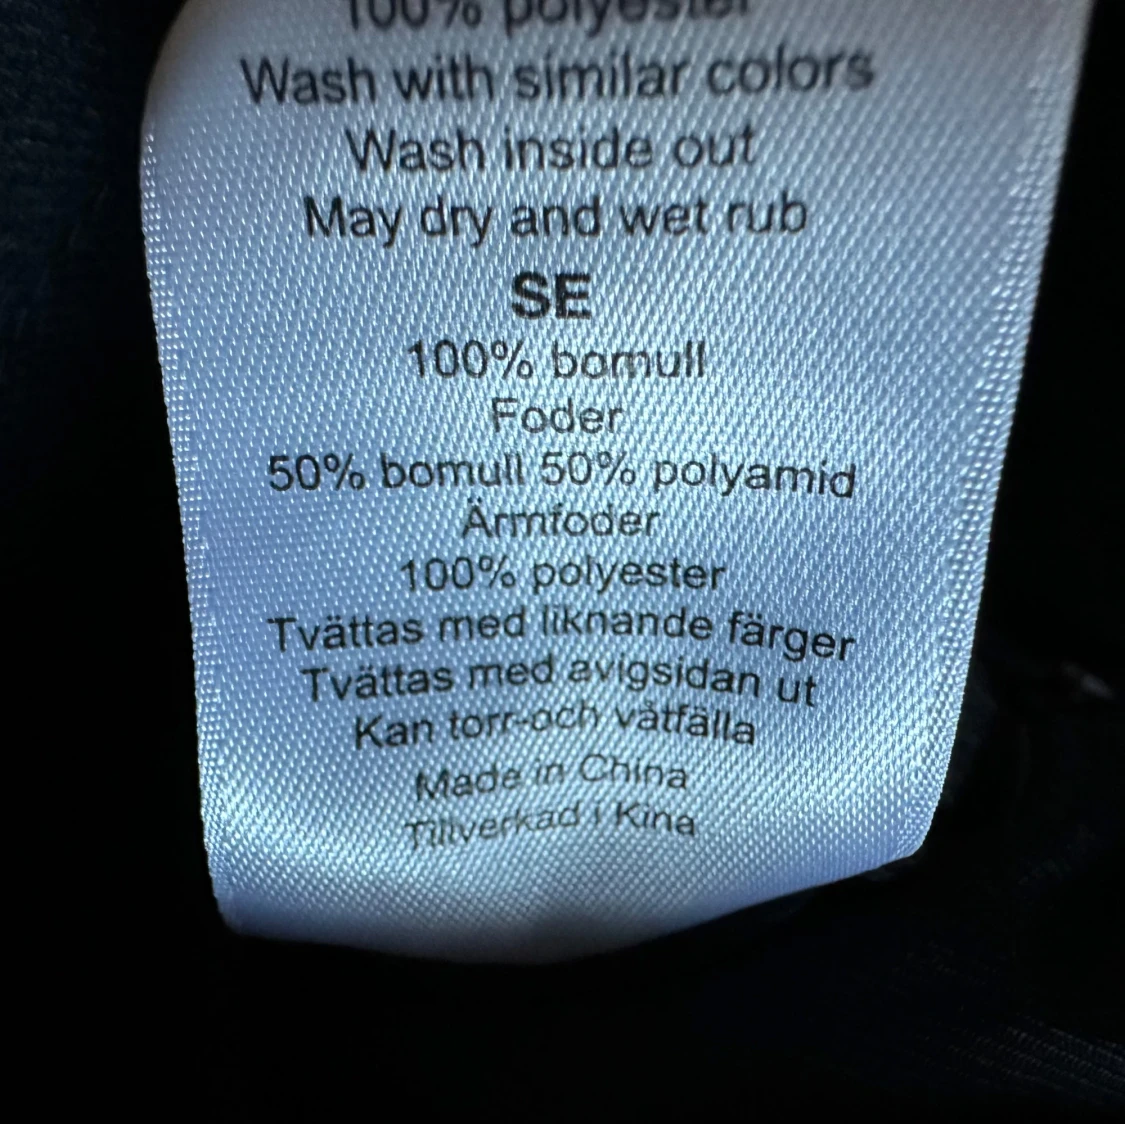 100% polyester
Wash with similar colors
Wash inside out
May dry and wet rub
SE
100% bomull
Foder
50% bomull 50% polyamid
Ärmfoder
100% polyester
Tvättas med liknande färger
Tvättas med avigsidan ut
Kan torr-och våtfälla
Made in China
Tillverkad i Kina